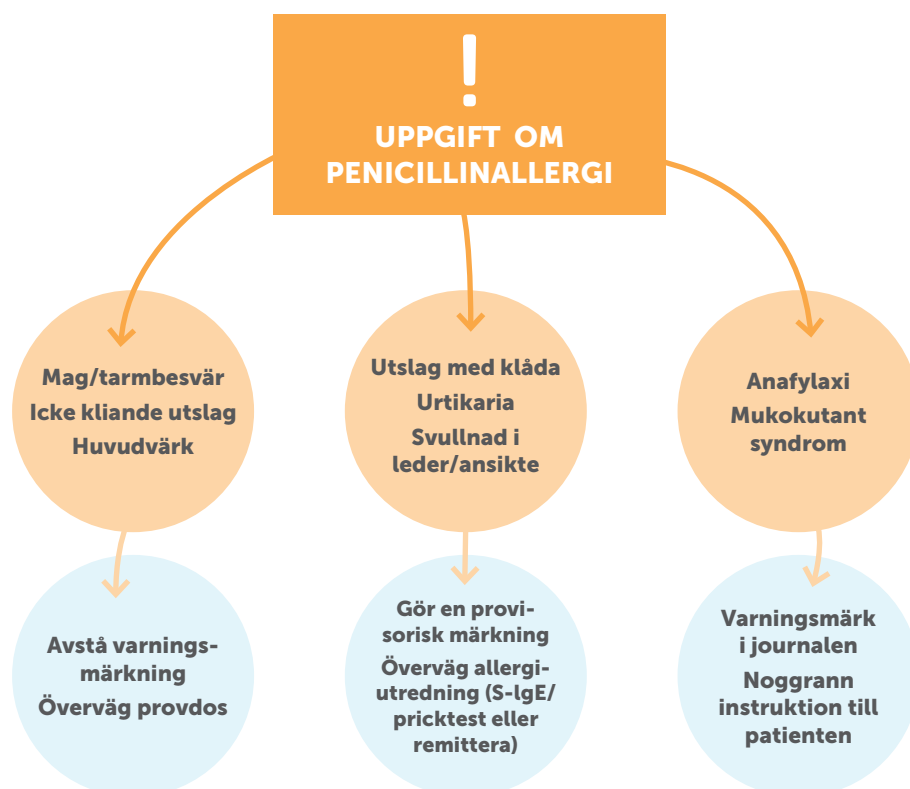 !
UPPGIFT OM
PENICILLINALLERGI
Mag/tarmbesvär
Icke kliande utslag
Huvudvärk
Utslag med klåda
Urtikaria
Svullnad i
leder/ansikte
Anafylaxi
Mukokutant
syndrom
Avstå varnings-
märkning
Överväg provdos
Gör en provi-
sorisk märkning
Överväg allergi-
utredning (S-lgE/
pricktest eller
remittera)
Varningsmärk
i journalen
Noggrann
instruktion till
patienten